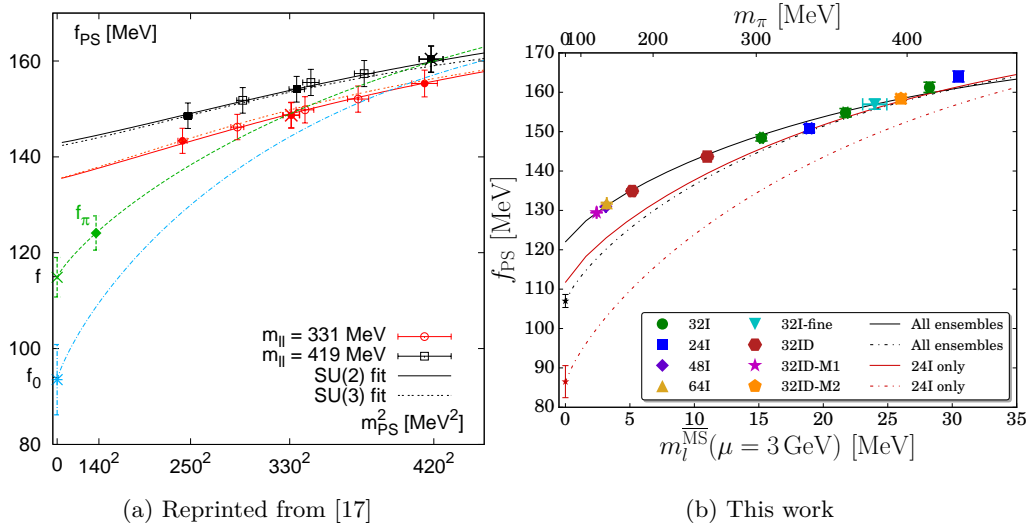 f_PS [MeV]
160
140
120
100
80
f_π
f
f_0
m_ll = 331 MeV
m_ll = 419 MeV
SU(2) fit
SU(3) fit
m²_PS [MeV²]
0 140² 250² 330² 420²
(a) Reprinted from [17]
m_π [MeV]
0 100 200 300 400
170
160
150
140
130
120
110
100
90
80
f_PS [MeV]
32I 32I-fine All ensembles
24I 32ID All ensembles
48I 32ID-M1 24I only
64I 32ID-M2 24I only
0 5 10 15 20 25 30 35
m_l^{\overline{MS}}(μ = 3 GeV) [MeV]
(b) This work